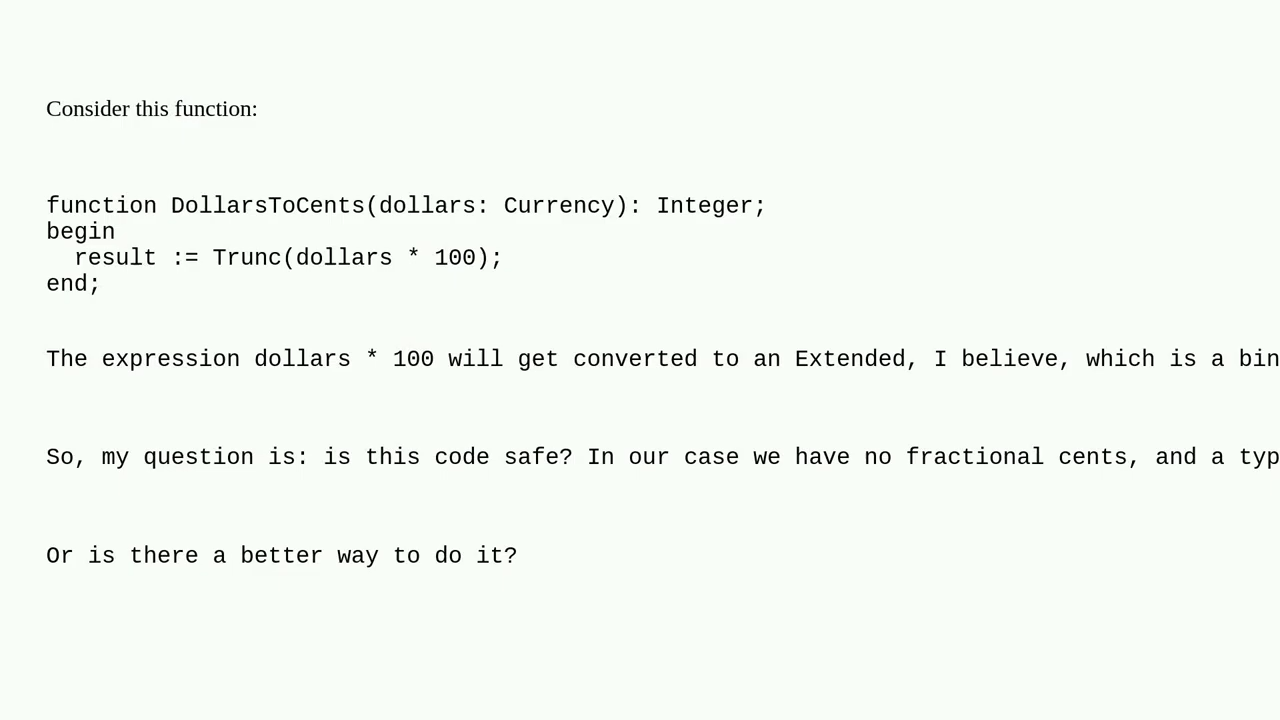 Consider this function:
function DollarsToCents(dollars: Currency): Integer;
begin
  result := Trunc(dollars * 100);
end;
The expression dollars * 100 will get converted to an Extended, I believe, which is a bin
So, my question is: is this code safe? In our case we have no fractional cents, and a typ
Or is there a better way to do it?